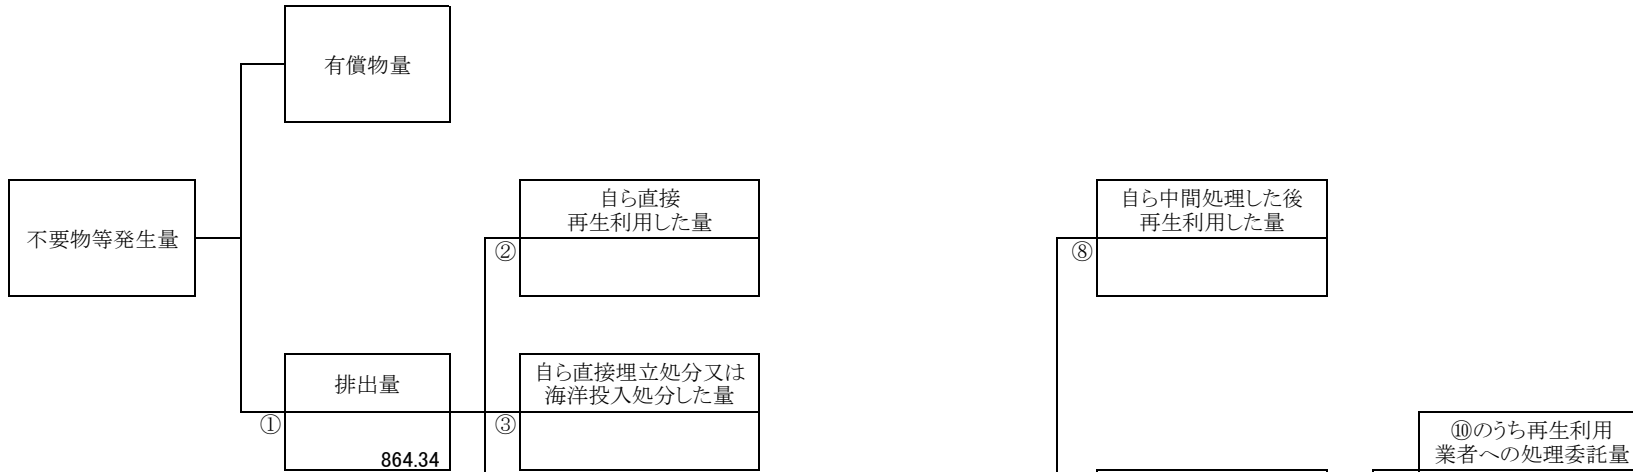 有償物量
不要物等発生量
自ら直接
再生利用した量
②
自ら中間処理した後
再生利用した量
⑧
排出量
①
864.34
自ら直接埋立処分又は
海洋投入処分した量
③
⑩のうち再生利用
業者への処理委託量